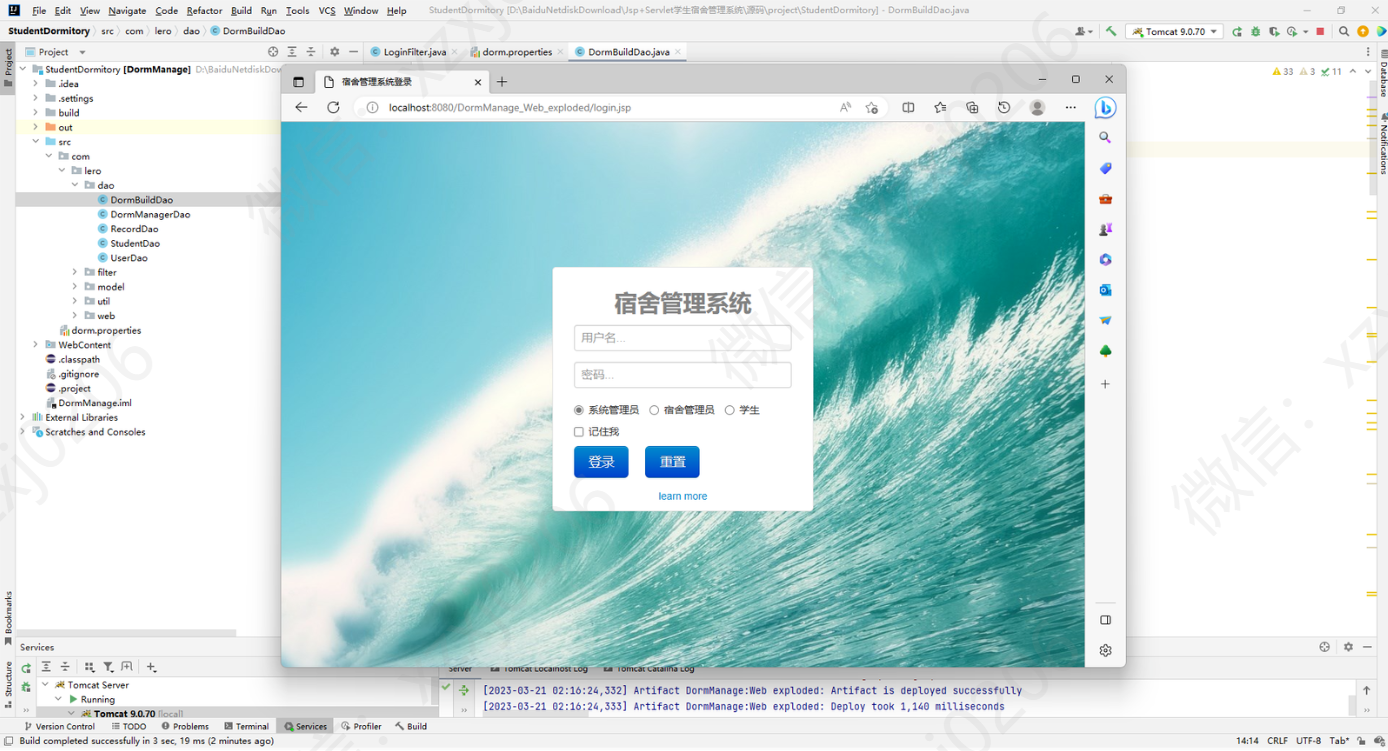 File Edit View Navigate Code Refactor Build Run Tools VCS Window Help StudentDormitory [D:\BaiduNetdiskDownload\Jsp+Servlet学生宿舍管理系统\源码\project\StudentDormitory] - DormBuildDao.java
StudentDormitory src com lero dao DormBuildDao Tomcat 9.0.70
Project LoginFilter.java dorm.properties DormBuildDao.java
Project
Database
Notifications
Bookmarks
Structure
StudentDormitory [DormManage] D:\BaiduNetdiskDow
33 3 11
.idea
.settings
build
out
src
com
lero
dao
DormBuildDao
DormManagerDao
RecordDao
StudentDao
UserDao
filter
model
util
web
dorm.properties
WebContent
.classpath
.gitignore
.project
DormManage.iml
External Libraries
Scratches and Consoles
宿舍管理系统登录
localhost:8080/DormManage_Web_exploded/login.jsp
宿舍管理系统
用户名...
密码...
系统管理员 宿舍管理员 学生
记住我
登录 重置
learn more
Services
Server Tomcat Localhost Log Tomcat Catalina Log
Tomcat Server
Running
Tomcat 9.0.70 [local]
[2023-03-21 02:16:24,332] Artifact DormManage:Web exploded: Artifact is deployed successfully
[2023-03-21 02:16:24,333] Artifact DormManage:Web exploded: Deploy took 1,140 milliseconds
Version Control TODO Problems Terminal Services Profiler Build
Build completed successfully in 3 sec, 19 ms (2 minutes ago) 14:14 CRLF UTF-8 Tab*
微信: xzxj0206